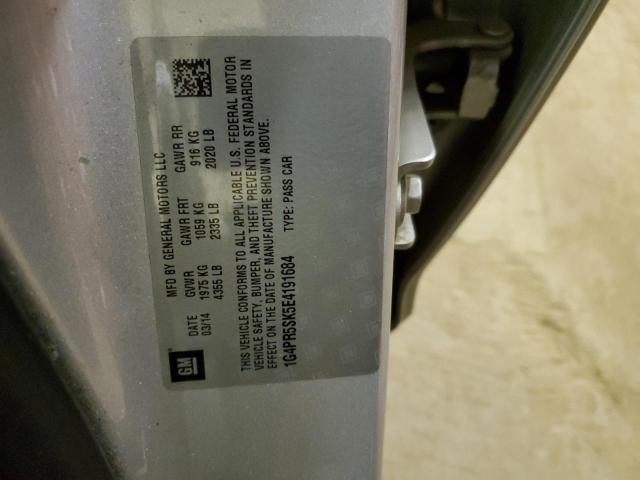 MFD BY GENERAL MOTORS LLC
DATE GVWR GAWR FRT GAWR RR
03/14 1975 KG 1059 KG 916 KG
4355 LB 2335 LB 2020 LB
GM
THIS VEHICLE CONFORMS TO ALL APPLICABLE U.S. FEDERAL MOTOR
VEHICLE SAFETY, BUMPER, AND THEFT PREVENTION STANDARDS IN
EFFECT ON THE DATE OF MANUFACTURE SHOWN ABOVE.
1G4PR5SK5E4191684 TYPE: PASS CAR